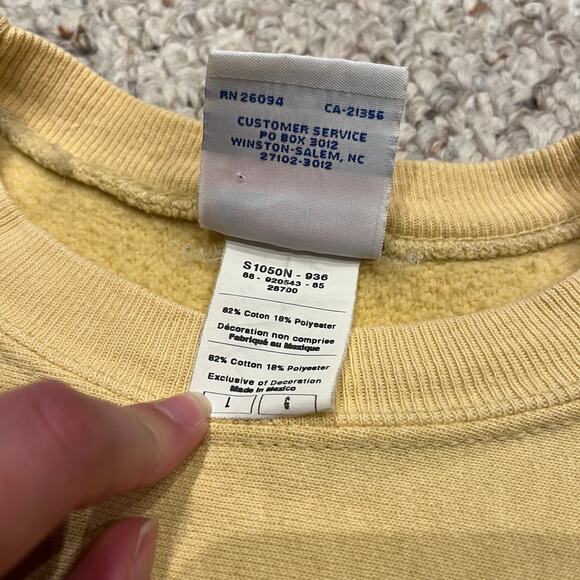 RN 26094 CA-21356
CUSTOMER SERVICE
PO BOX 3012
WINSTON-SALEM, NC
27102-3012
S1050N - 936
88 - 920543 - 85
28700
82% Coton 18% Polyester
Décoration non comprise
Fabriqué au Mexique
82% Cotton 18% Polyester
Exclusive of Decoration
Made in Mexico